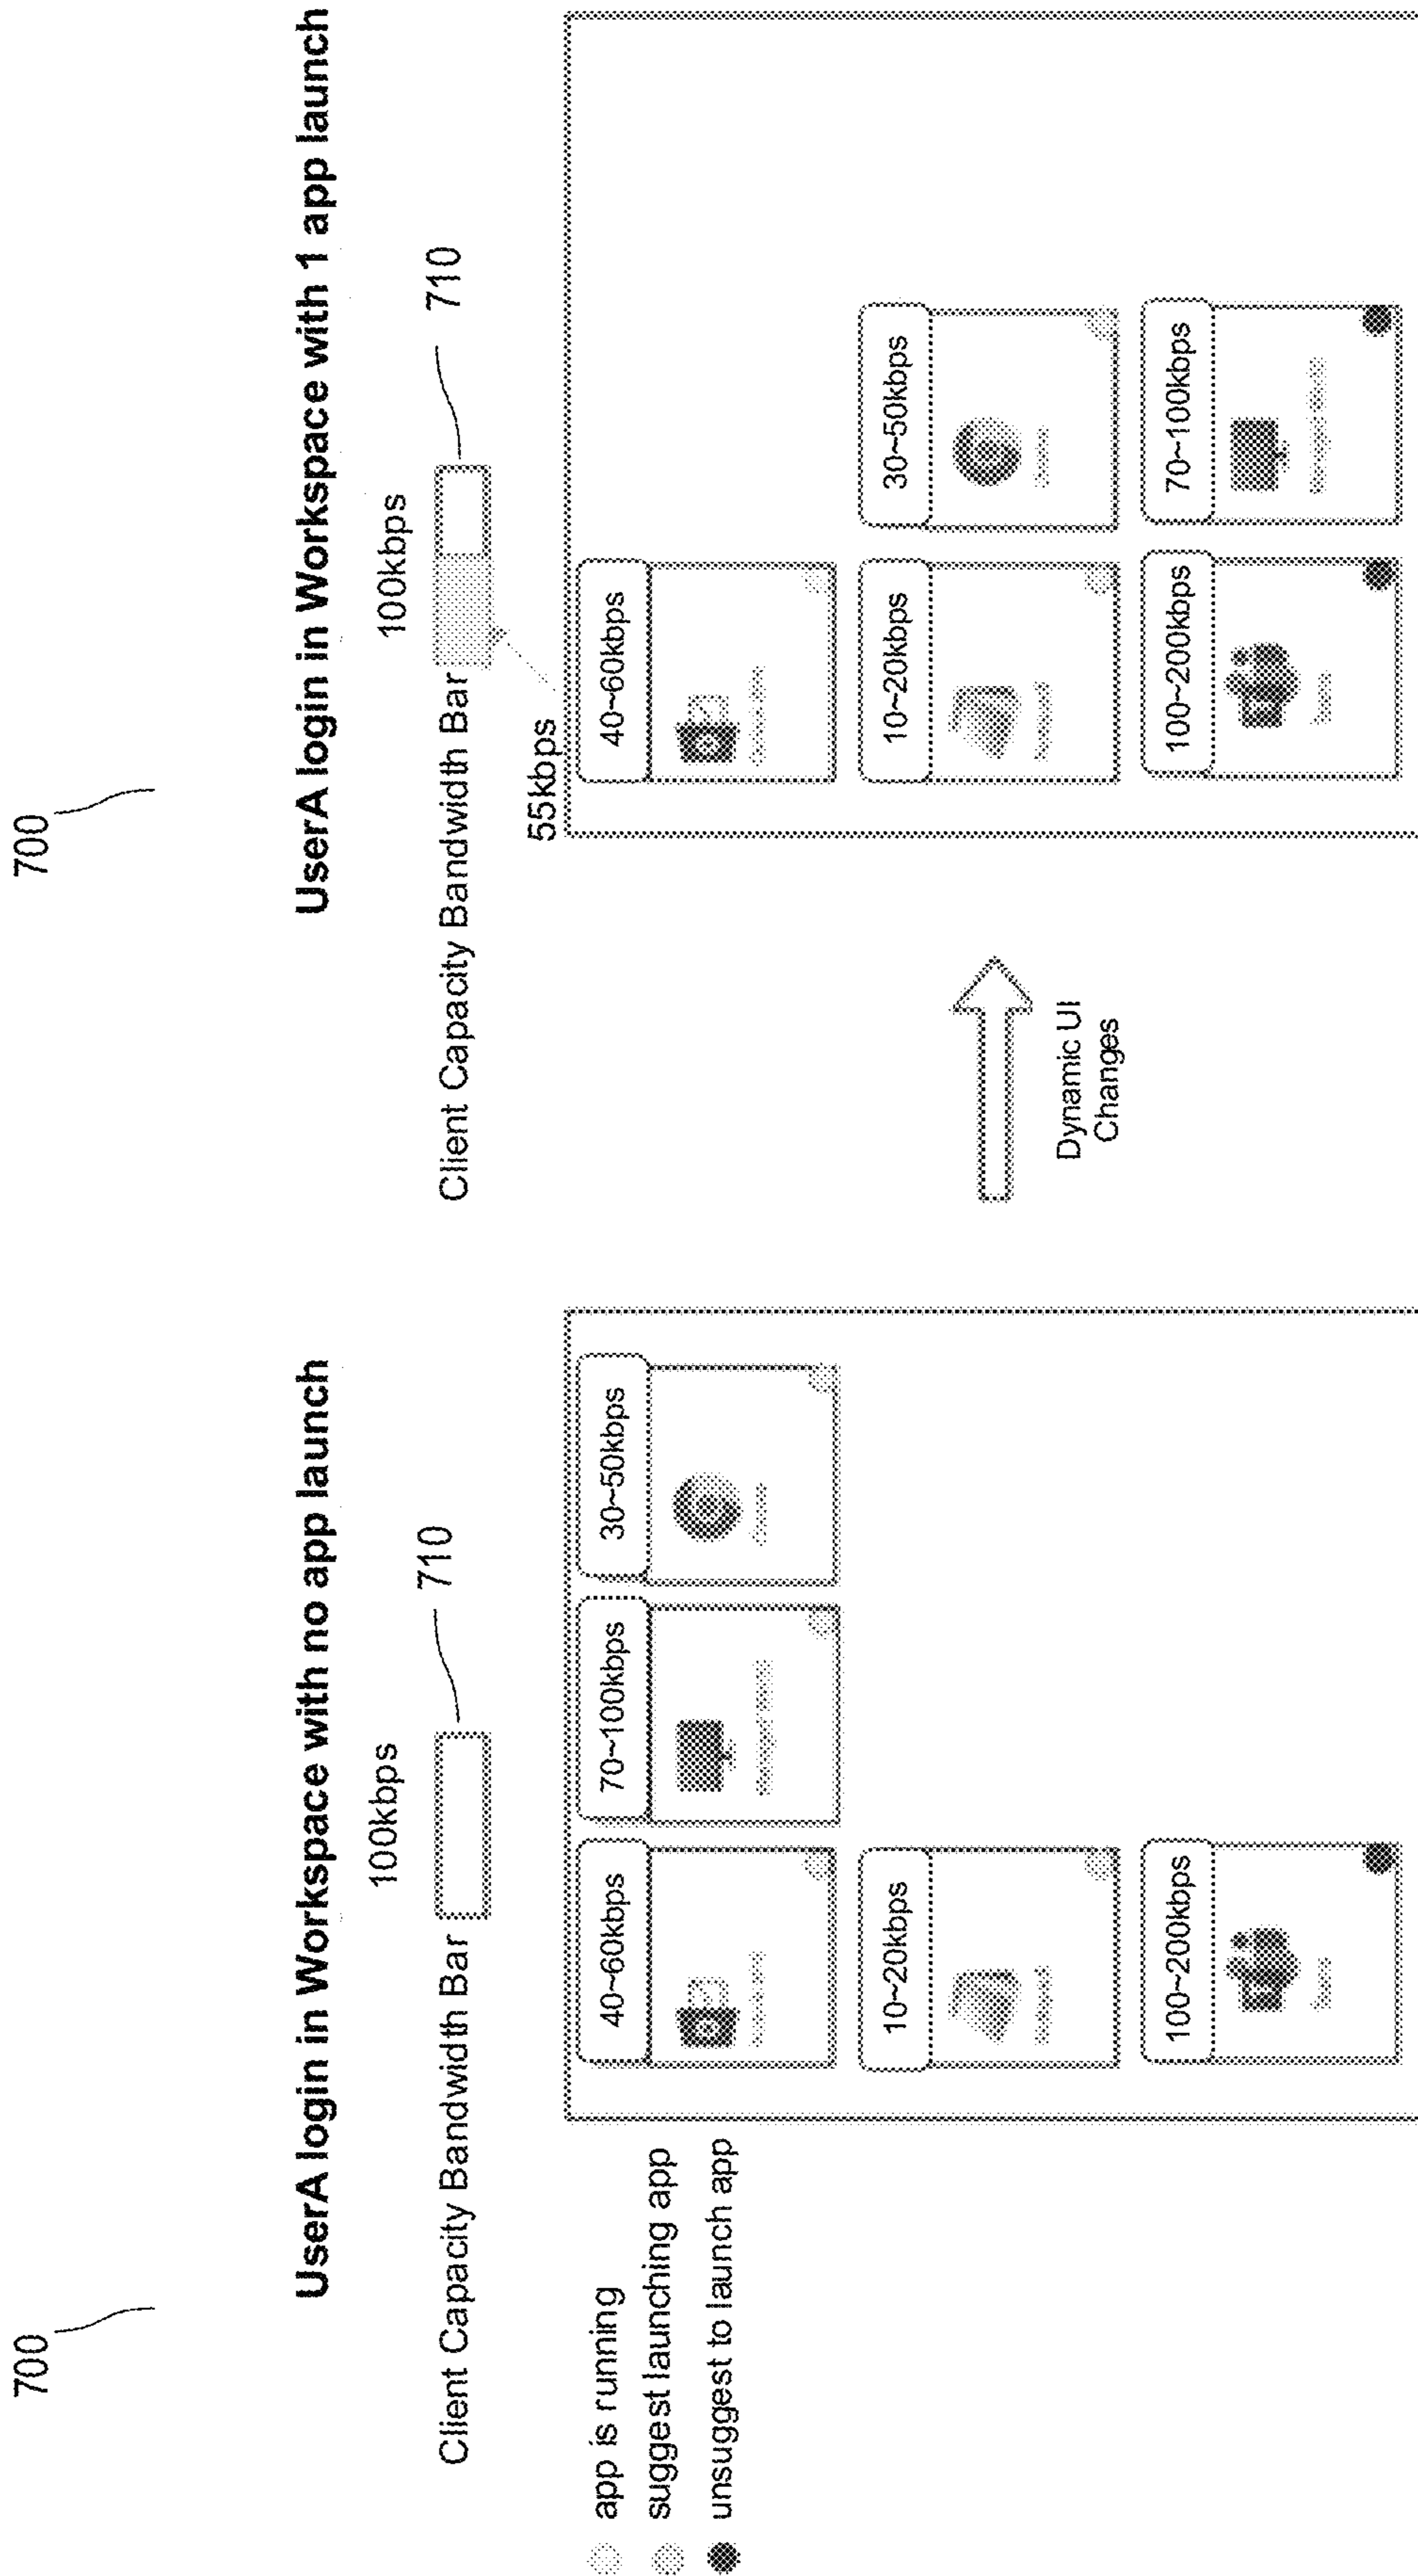 700
UserA login in Workspace with no app launch
100kbps
710
Client Capacity Bandwidth Bar
app is running
suggest launching app
unsuggest to launch app
40~60kbps
70~100kbps
30~50kbps
10~20kbps
100~200kbps
Dynamic UI
Changes
700
UserA login in Workspace with 1 app launch
100kbps
710
Client Capacity Bandwidth Bar
55kbps
40~60kbps
10~20kbps
30~50kbps
100~200kbps
70~100kbps